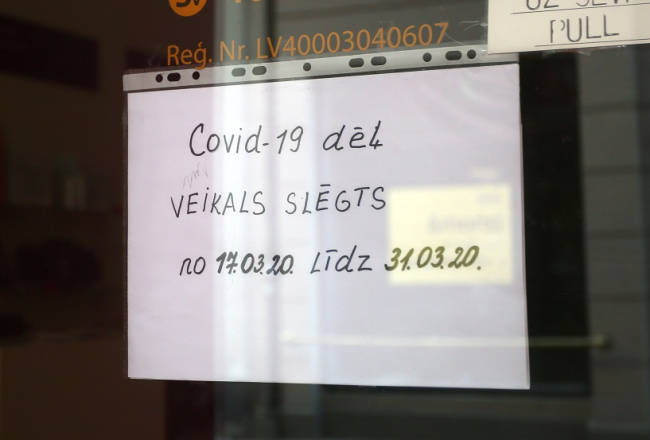 Reģ. Nr. LV40003040607
PULL
Covid-19 dēļ
VEIKALS SLĒGTS
no 17.03.20. LĪDZ 31.03.20.